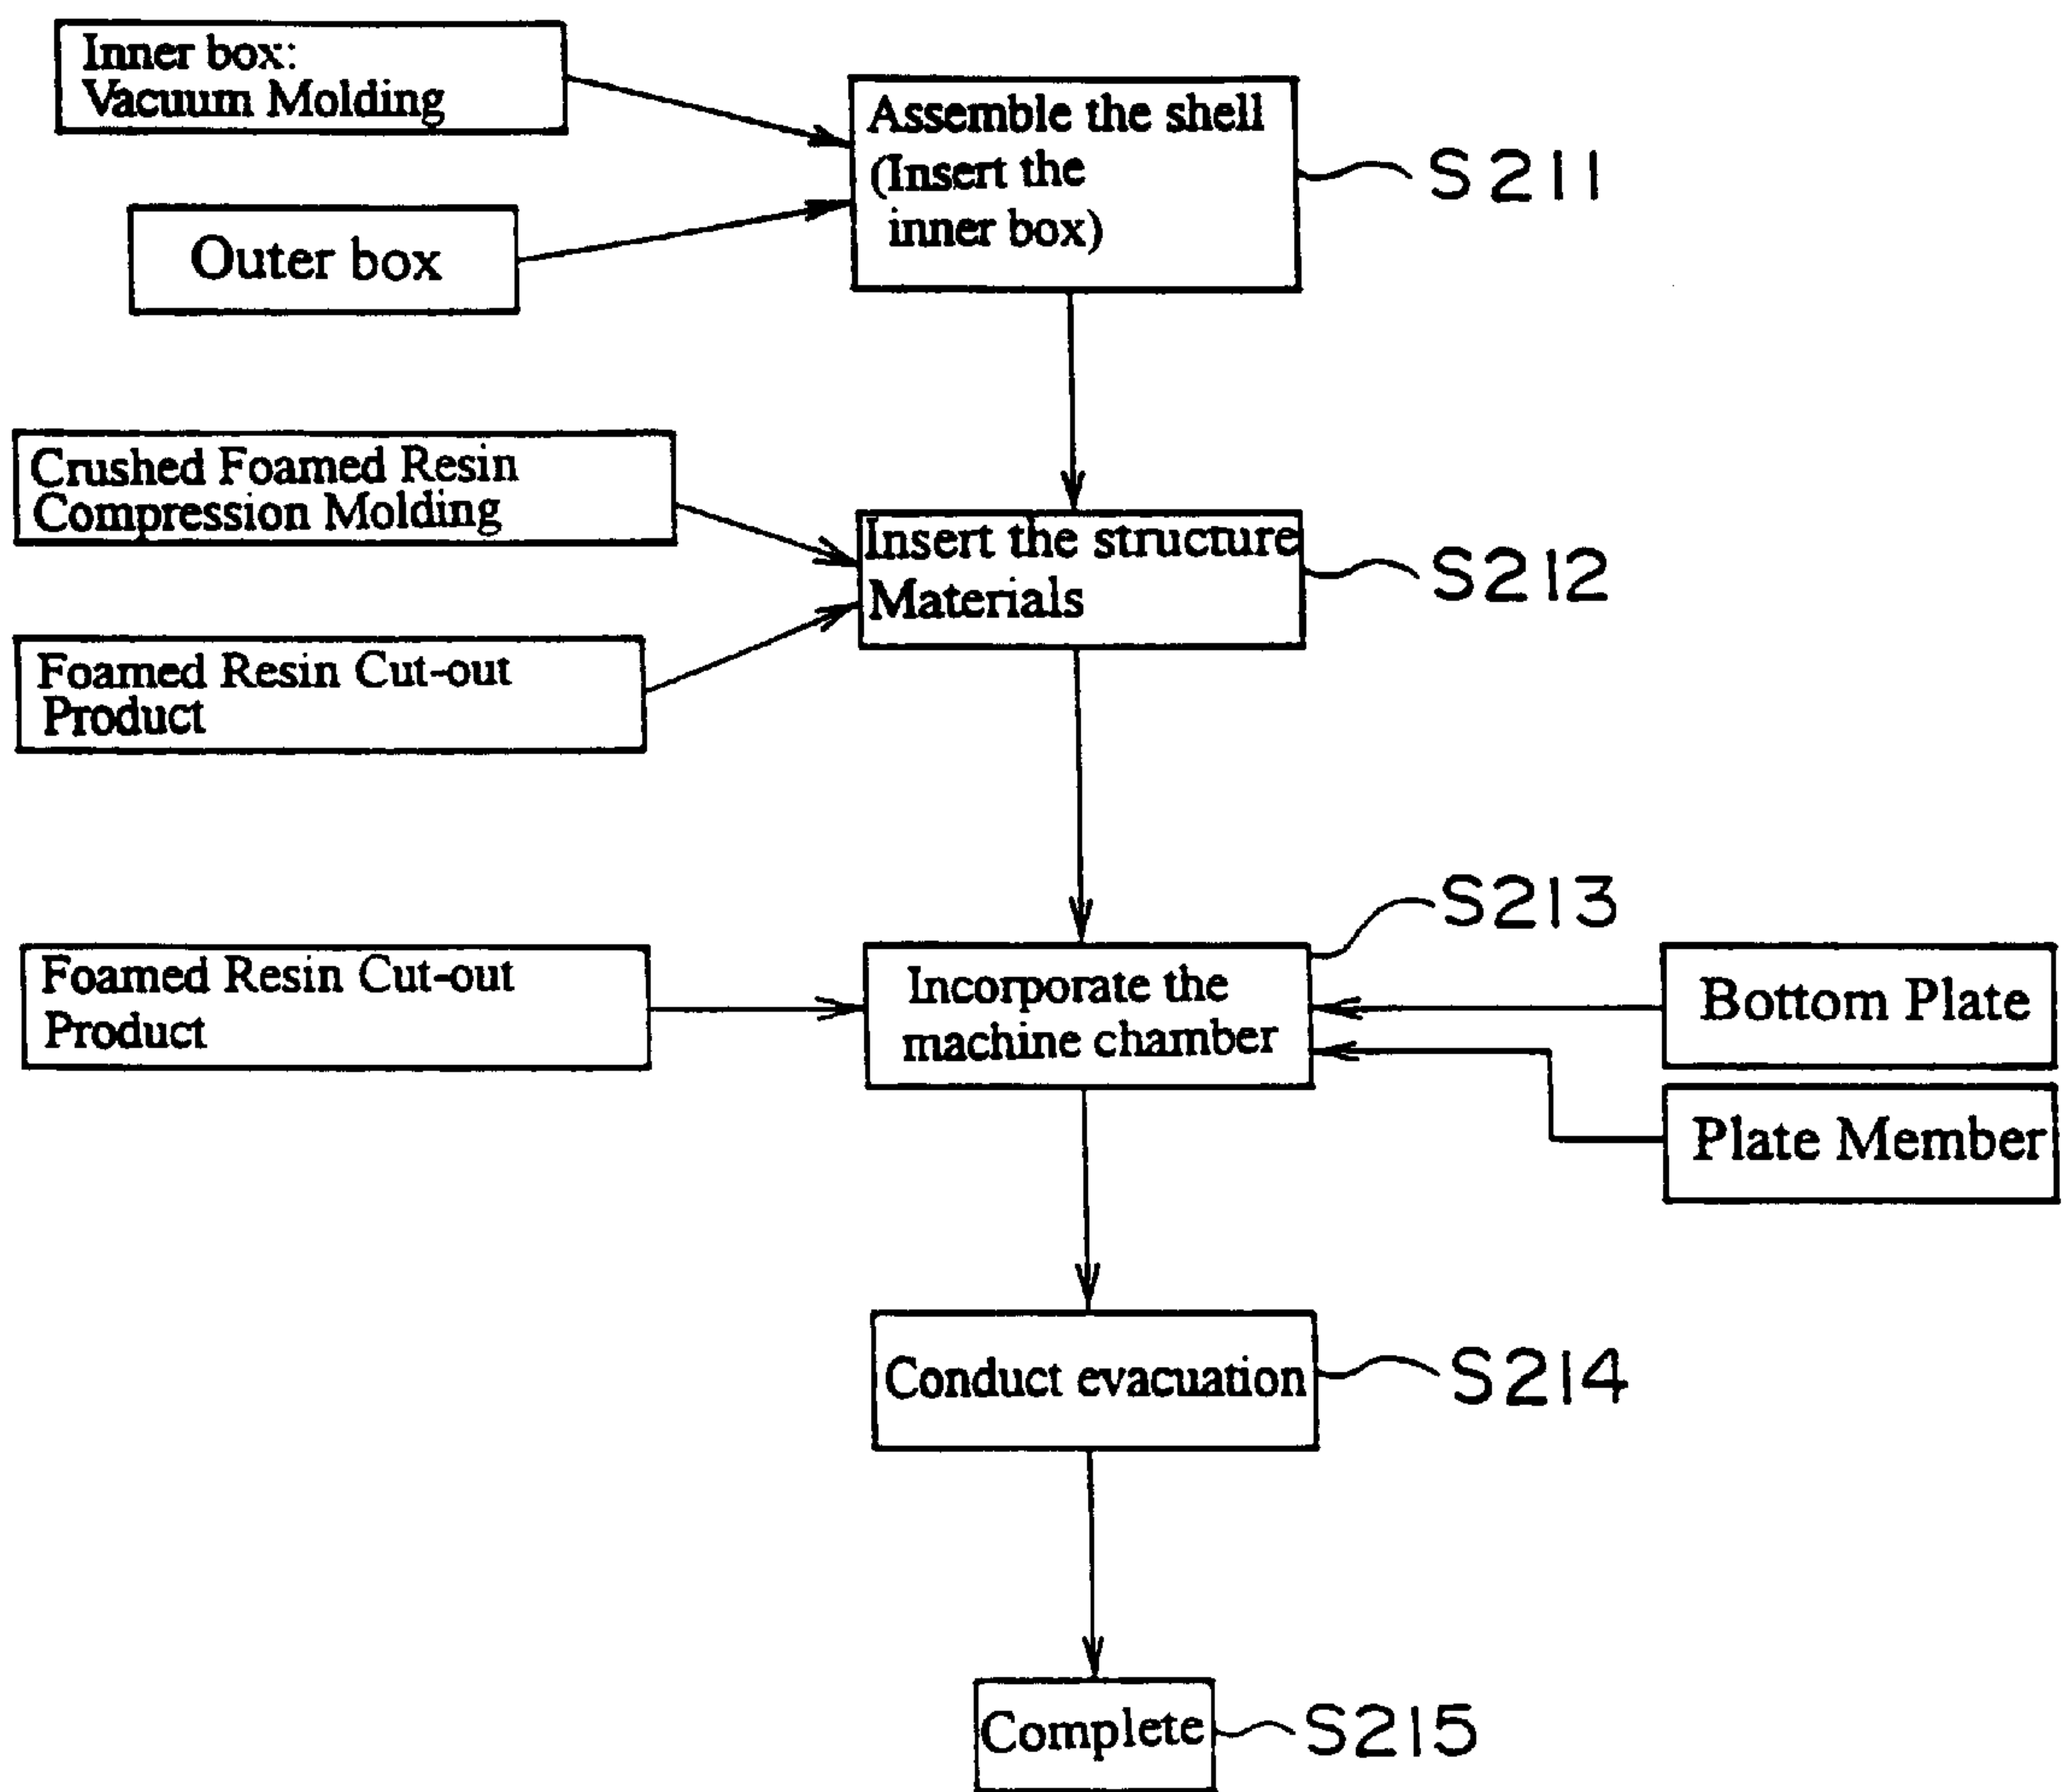 Inner box:
Vacuum Molding
Assemble the shell
(Insert the
inner box)
S211
Outer box
Crushed Foamed Resin
Compression Molding
Insert the structure
Materials
S212
Foamed Resin Cut-out
Product
S213
Foamed Resin Cut-out
Product
Incorporate the
machine chamber
Bottom Plate
Plate Member
Conduct evacuation
S214
Complete
S215